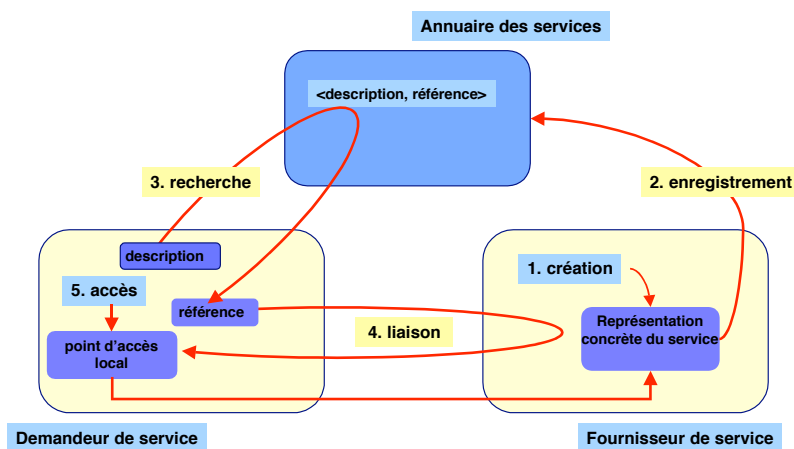 Annuaire des services
<description, référence>
3. recherche
2. enregistrement
description
1. création
5. accès
référence
Représentation
concrète du service
4. liaison
point d'accès
local
Demandeur de service
Fournisseur de service